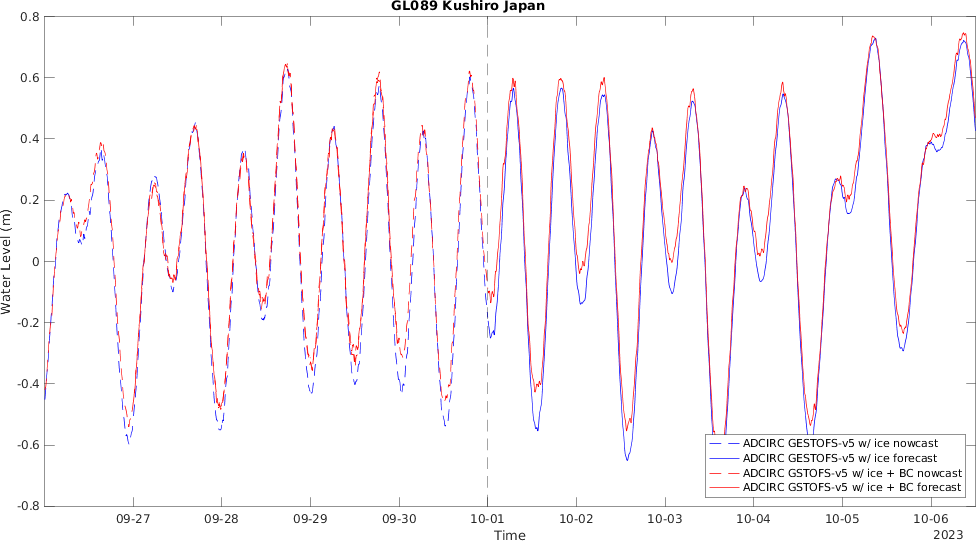 GL089 Kushiro Japan
0.8
0.6
0.4
0.2
0
-0.2
-0.4
-0.6
-0.8
Water Level (m)
ADCIRC GESTOFS-v5 w/ ice nowcast
ADCIRC GESTOFS-v5 w/ ice forecast
ADCIRC GSTOFS-v5 w/ ice + BC nowcast
ADCIRC GSTOFS-v5 w/ ice + BC forecast
09-27 09-28 09-29 09-30 10-01 10-02 10-03 10-04 10-05 10-06
Time
2023